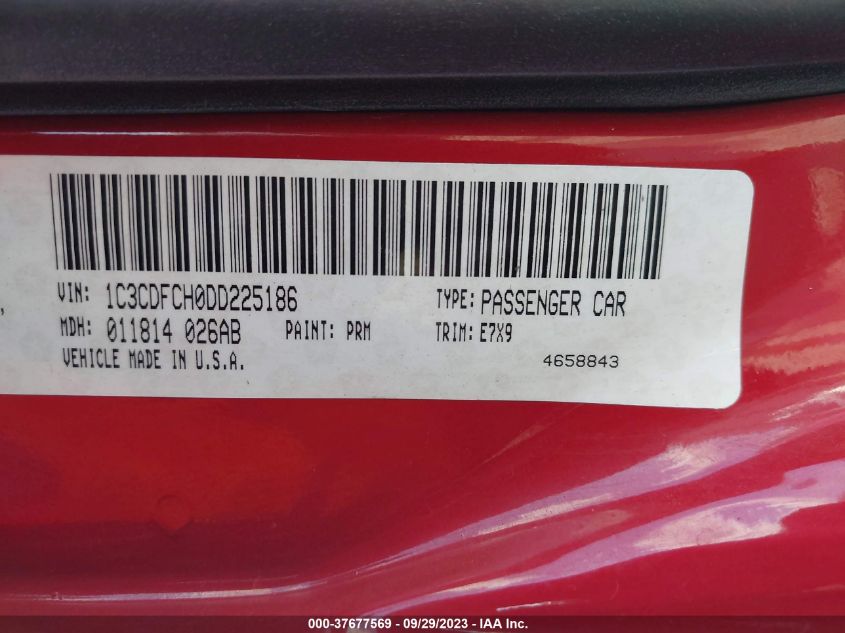 VIN: 1C3CDFCH0DD225186 TYPE: PASSENGER CAR
MDH: 011814 026AB PAINT: PRM TRIM: E7X9
VEHICLE MADE IN U.S.A. 4658843
000-37677569 - 09/29/2023 - IAA Inc.